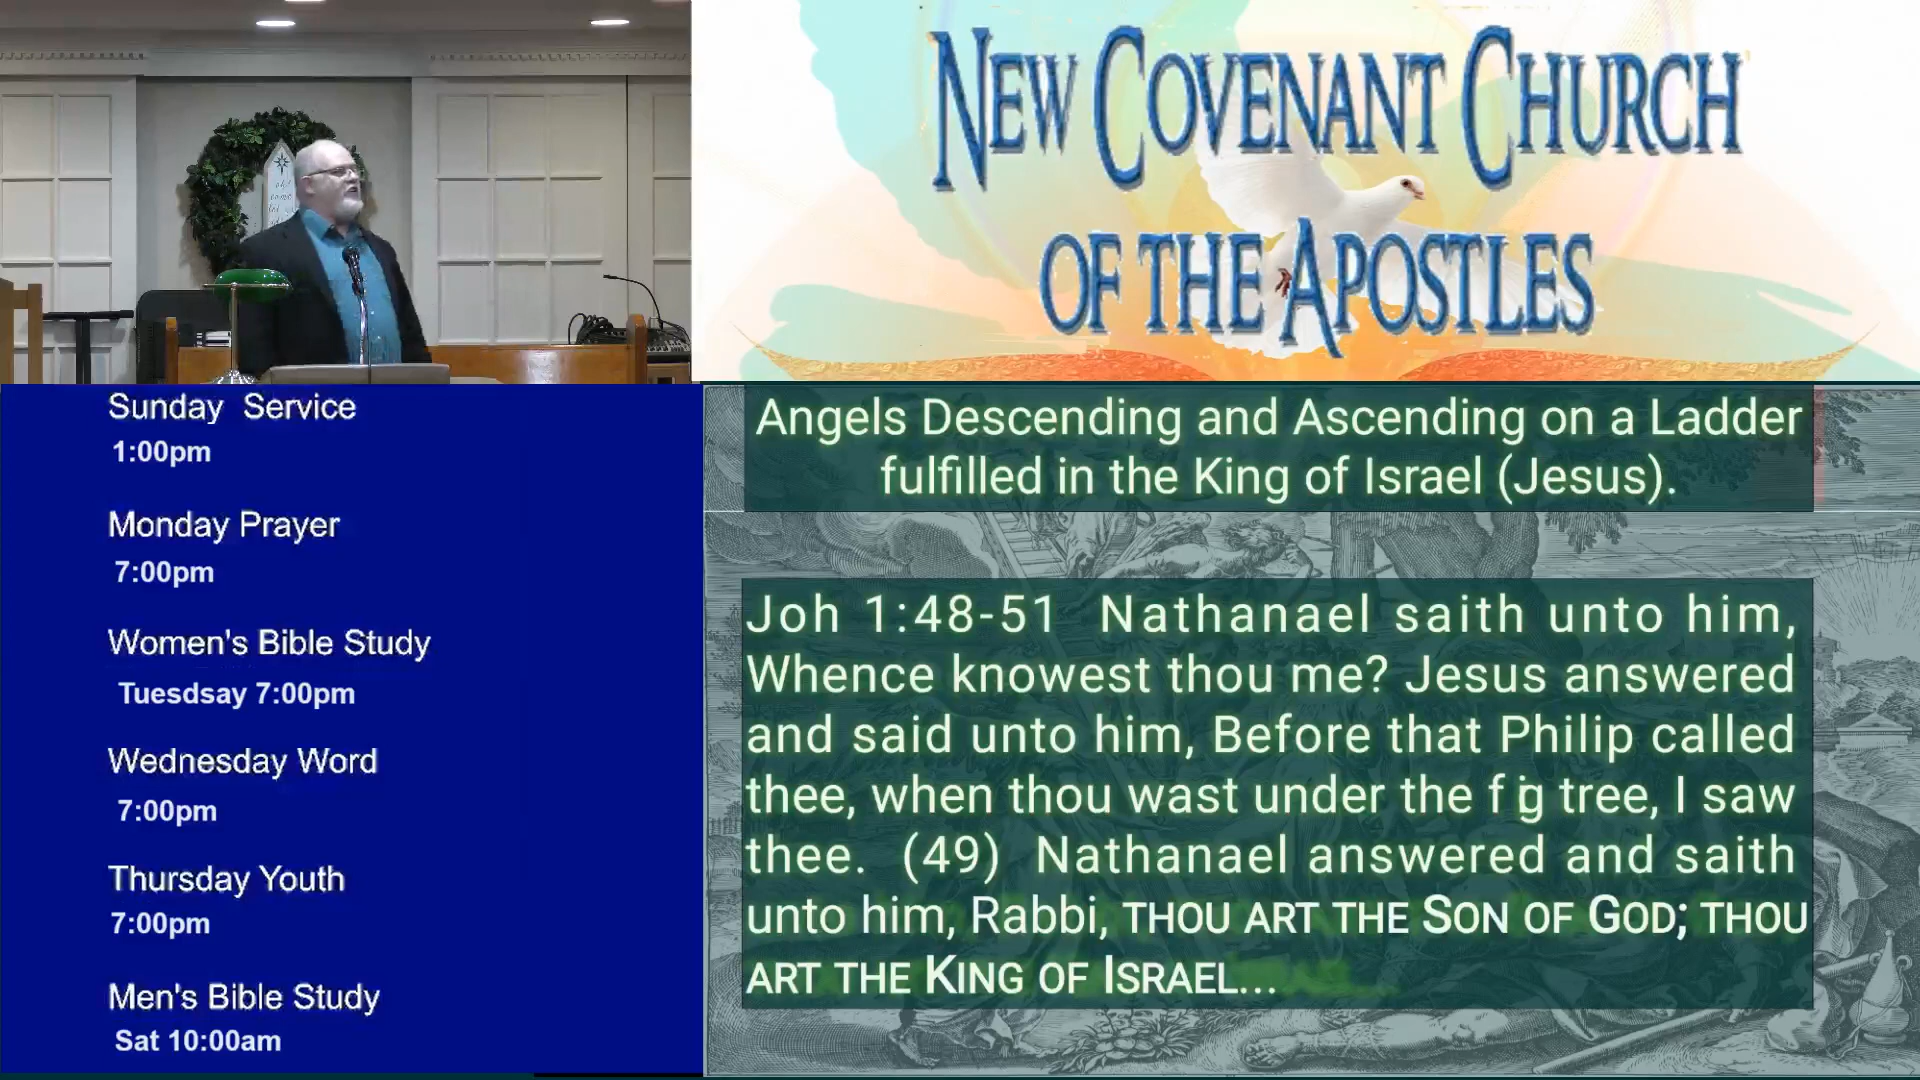 NEW COVENANT CHURCH
OF THE APOSTLES
Sunday Service
1:00pm
Monday Prayer
7:00pm
Women's Bible Study
Tuesdsay 7:00pm
Wednesday Word
7:00pm
Thursday Youth
7:00pm
Men's Bible Study
Sat 10:00am
Angels Descending and Ascending on a Ladder
fulfilled in the King of Israel (Jesus).
Joh 1:48-51 Nathanael saith unto him,
Whence knowest thou me? Jesus answered
and said unto him, Before that Philip called
thee, when thou wast under the fig tree, I saw
thee. (49) Nathanael answered and saith
unto him, Rabbi, THOU ART THE SON OF GOD; THOU
ART THE KING OF ISRAEL...